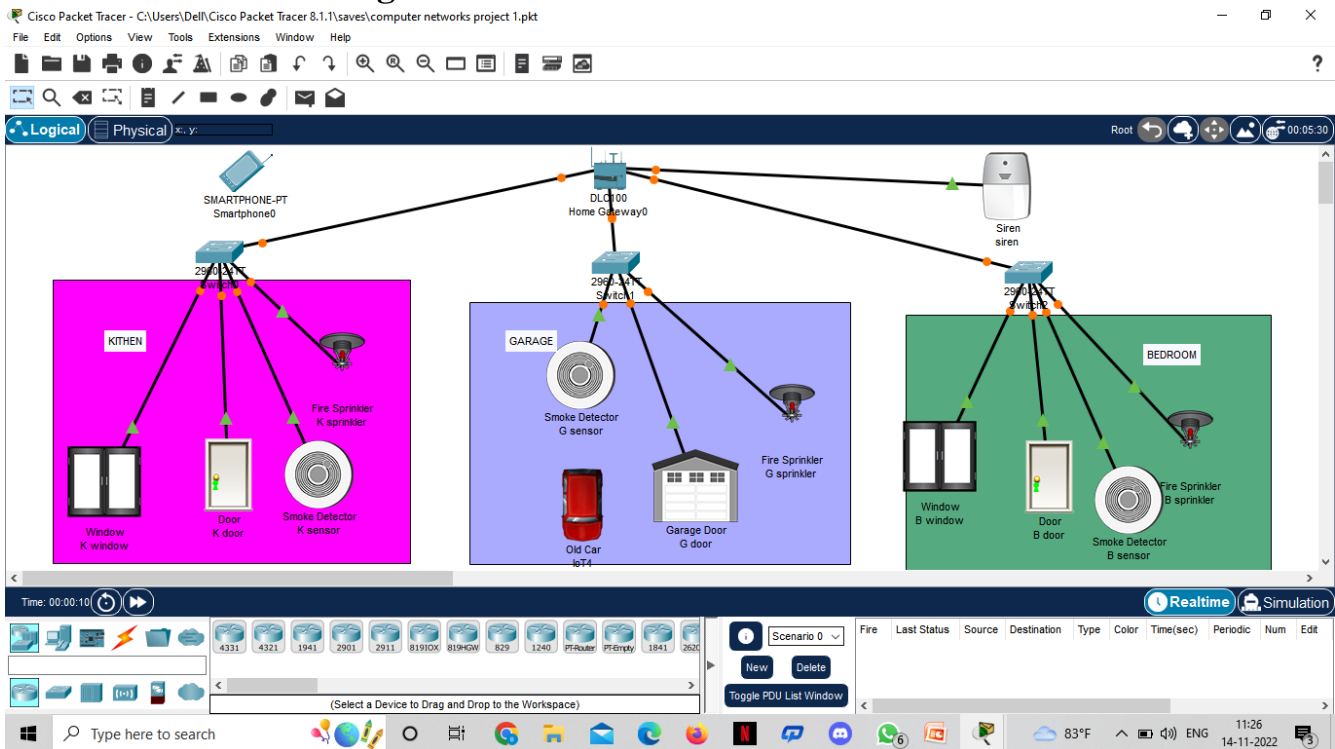 Cisco Packet Tracer - C:\Users\Dell\Cisco Packet Tracer 8.1.1\saves\computer networks project 1.pkt
File Edit Options View Tools Extensions Window Help
Logical
Physical
x:, y:
Root
00:05:30
SMARTPHONE-PT
Smartphone0
DLC100
Home Gateway0
Siren
siren
2960-24TT
Switch0
2960-24TT
Switch1
2960-24TT
Switch2
KITHEN
GARAGE
BEDROOM
Fire Sprinkler
K sprinkler
Window
K window
Door
K door
Smoke Detector
K sensor
Smoke Detector
G sensor
Fire Sprinkler
G sprinkler
Old Car
IoT4
Garage Door
G door
Window
B window
Door
B door
Smoke Detector
B sensor
Fire Sprinkler
B sprinkler
Time: 00:00:10
Realtime
Simulation
4331 4321 1941 2901 2911 819IOX 819HGW 829 1240 PT-Router PT-Empty 1841 2620
(Select a Device to Drag and Drop to the Workspace)
Scenario 0
New Delete
Toggle PDU List Window
Fire Last Status Source Destination Type Color Time(sec) Periodic Num Edit
Type here to search
6
83°F
ENG
11:26
14-11-2022
3